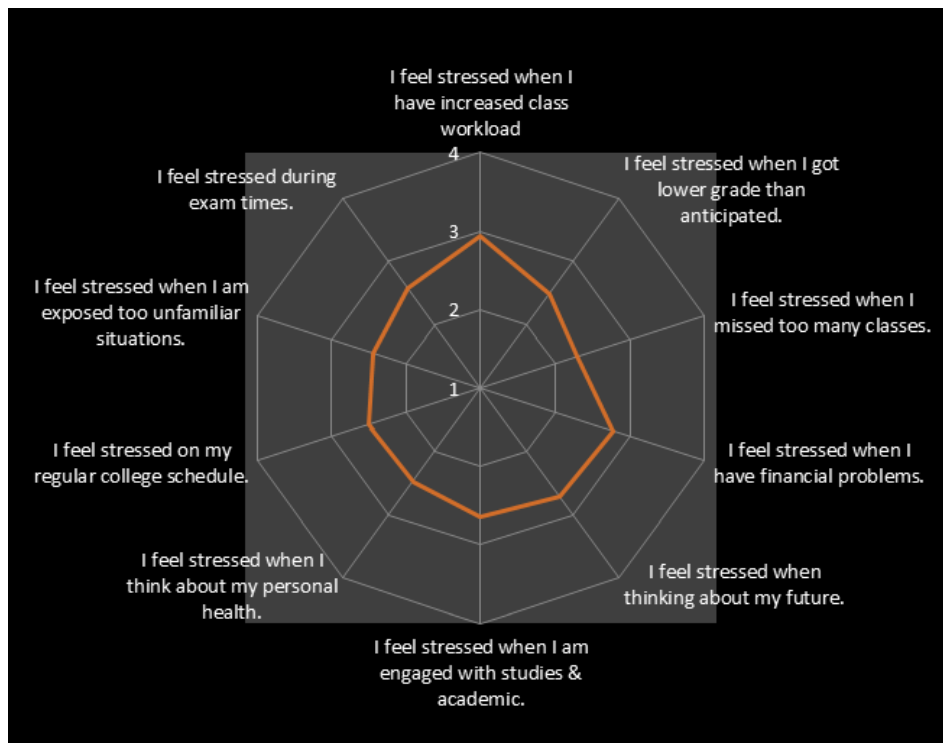 I feel stressed when I
have increased class
workload
4
3
2
1
I feel stressed when I got
lower grade than
anticipated.
I feel stressed when I
missed too many classes.
I feel stressed when I
have financial problems.
I feel stressed when
thinking about my future.
I feel stressed when I am
engaged with studies &
academic.
I feel stressed when I
think about my personal
health.
I feel stressed on my
regular college schedule.
I feel stressed when I am
exposed too unfamiliar
situations.
I feel stressed during
exam times.